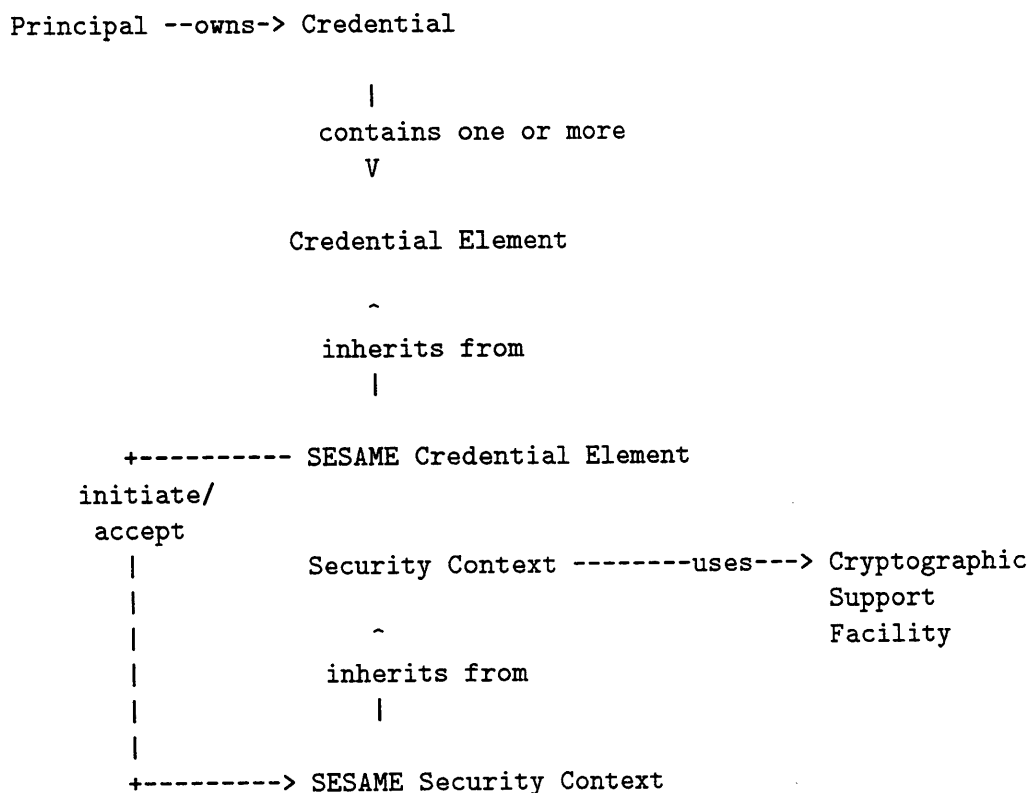 Principal --owns-> Credential
|
contains one or more
V
Credential Element
^
inherits from
|
+---------- SESAME Credential Element
initiate/
accept
| Security Context --------uses---> Cryptographic
| Support
| ^ Facility
| inherits from
| |
|
+---------> SESAME Security Context